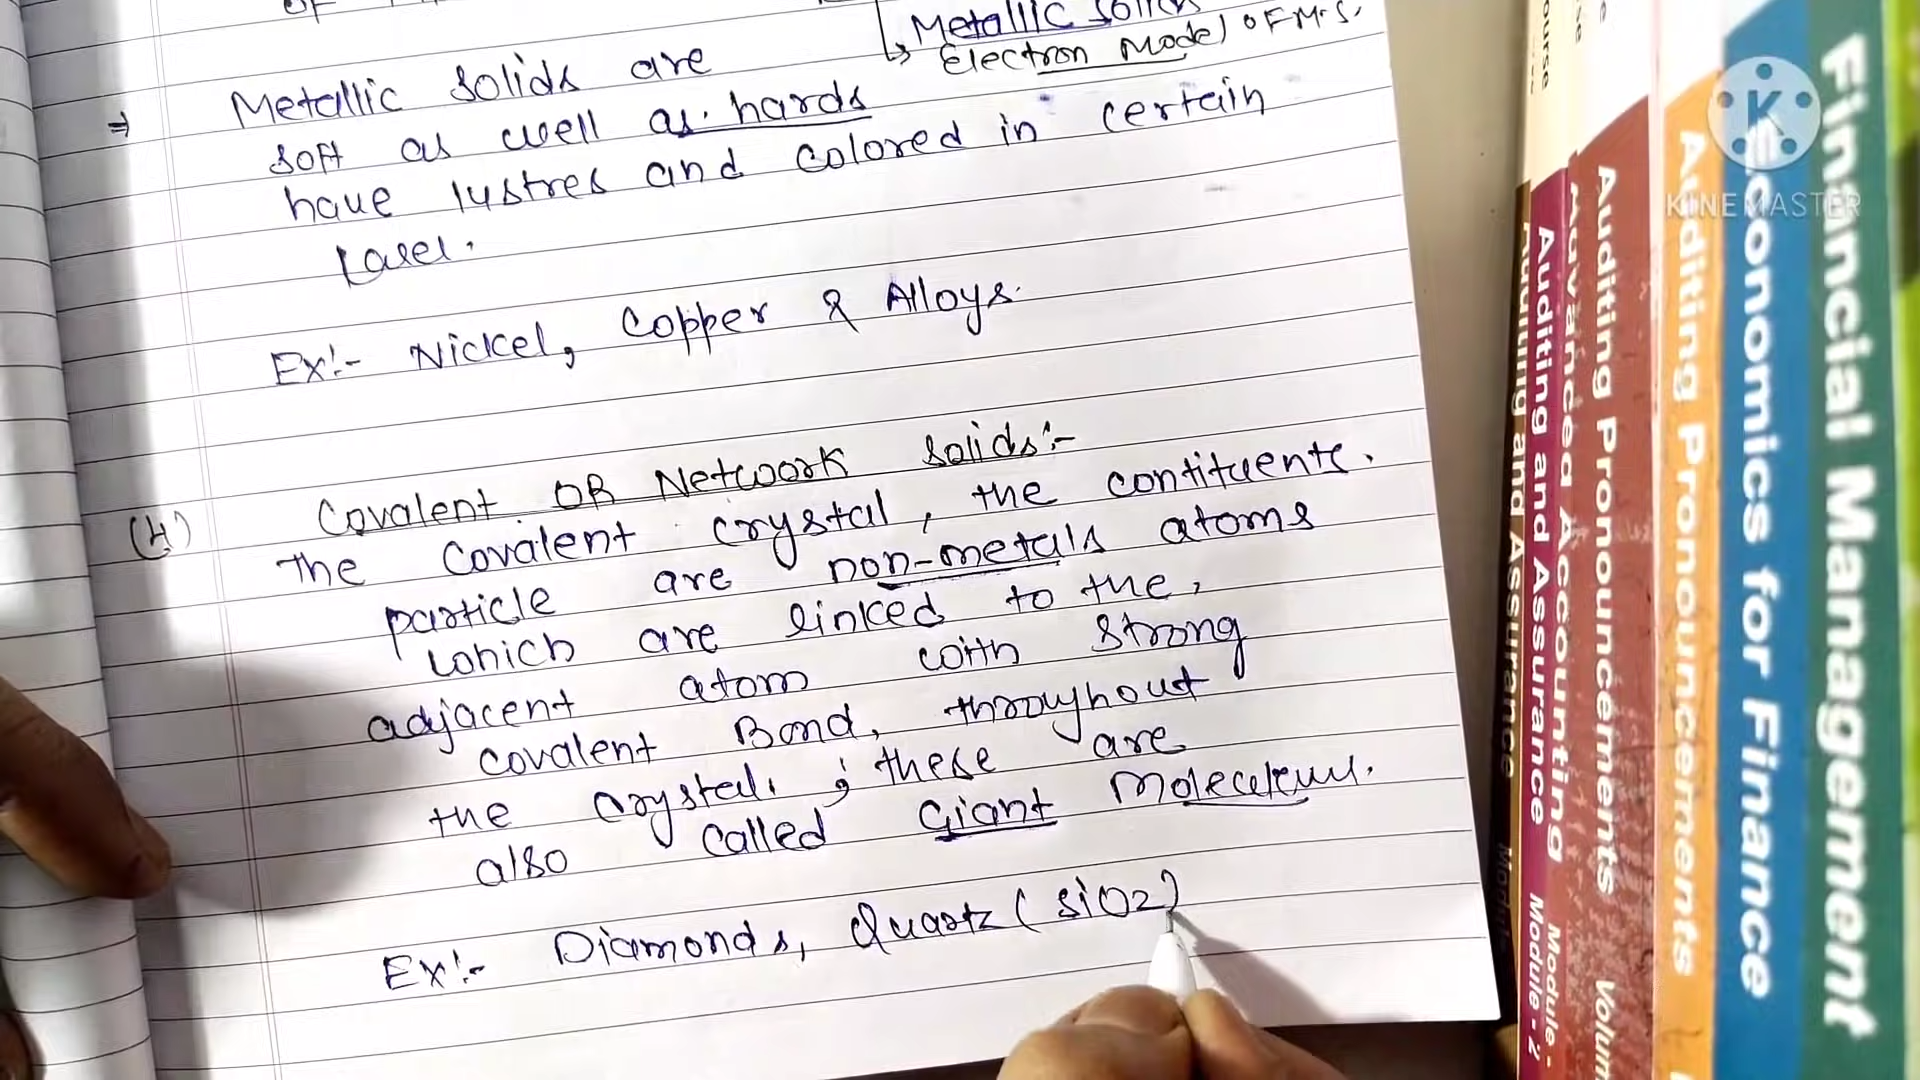 of
Metallic solids
Electron Model OF M.S.
⇒ Metallic solids are
soft as well as hards
have lustres and colored in certain
Ex:- Nickel, Copper & Alloys.
(4) Covalent OR Network solids:-
the Covalent crystal, the contituents.
particle are non-metals atoms
which are linked to the,
adjacent atom with strong
covalent Bond, throughout
the crystal. ; these are
also called Giant
Ex:- Diamonds, Quartz (SiO2)
K
KINEMASTER
Financial Management
Economics for Finance
Auditing Pronouncements
Auditing Pronouncements Volum
Advanced Accounting Module -
Auditing and Assurance Module - 2
Auditing and Assurance Modul